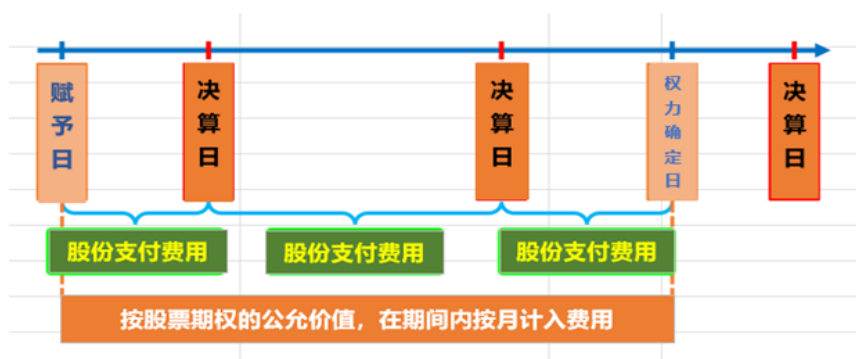 赋予日
决算日
决算日
权力确定日
决算日
股份支付费用
股份支付费用
股份支付费用
按股票期权的公允价值，在期间内按月计入费用